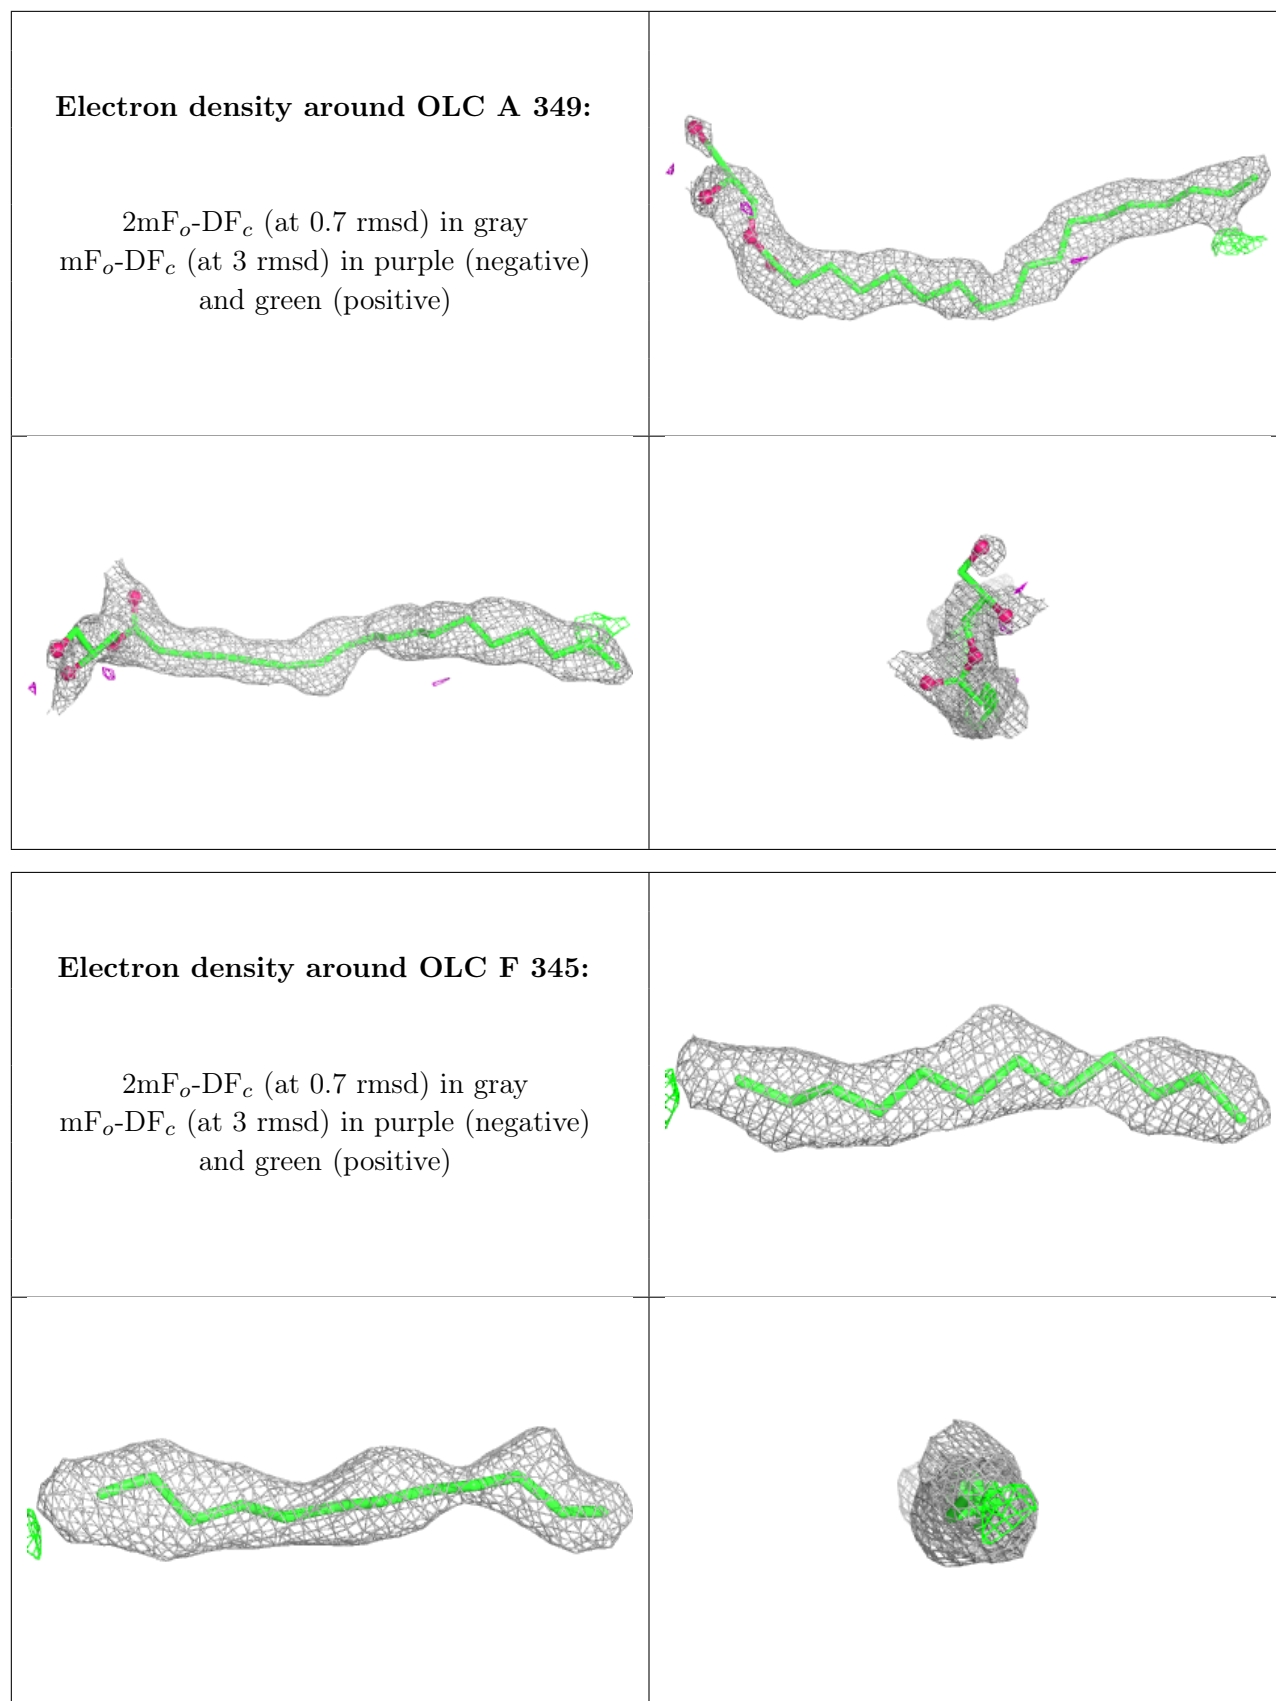 Electron density around OLC A 349:
2mFo-DFc (at 0.7 rmsd) in gray
mFo-DFc (at 3 rmsd) in purple (negative)
and green (positive)
Electron density around OLC F 345:
2mFo-DFc (at 0.7 rmsd) in gray
mFo-DFc (at 3 rmsd) in purple (negative)
and green (positive)